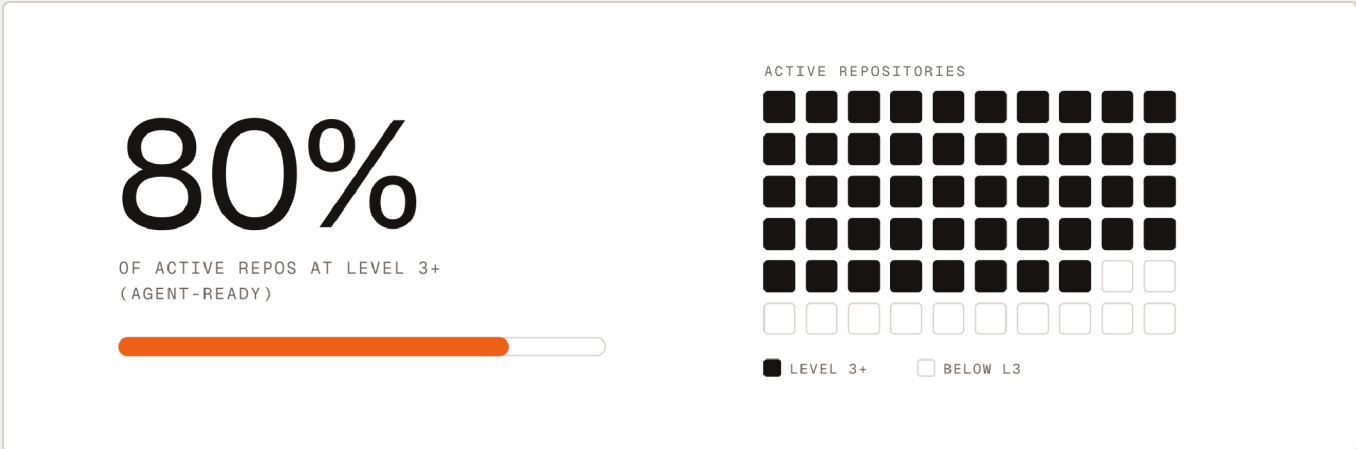 80%
OF ACTIVE REPOS AT LEVEL 3+
(AGENT-READY)
ACTIVE REPOSITORIES
LEVEL 3+
BELOW L3